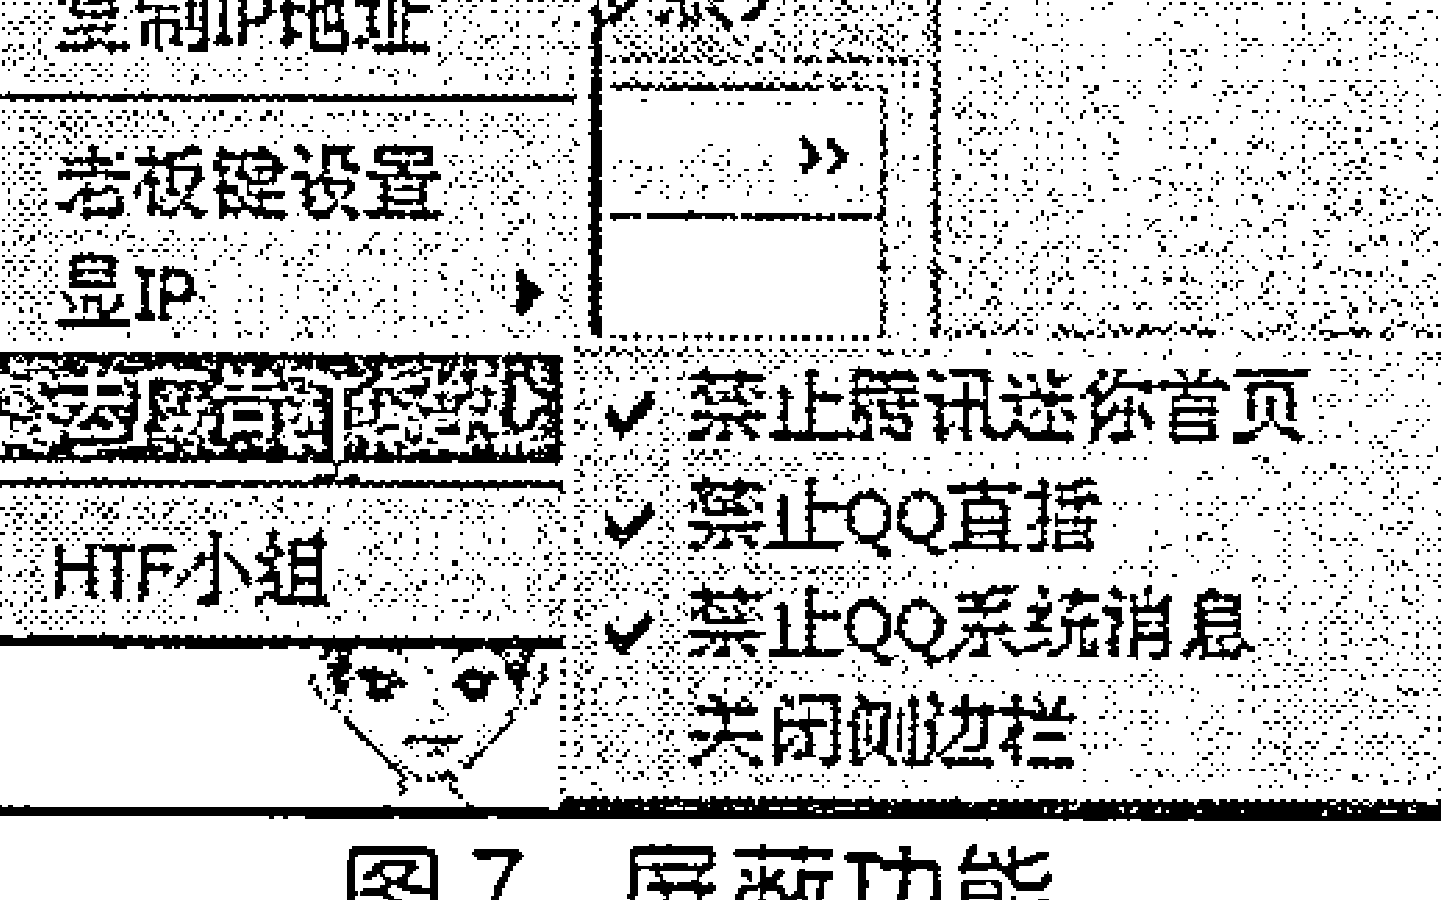 复制IP地址
老板键设置
显IP
HTF小组
禁止腾讯迷你首页
禁止QQ直播
禁止QQ系统消息
关闭侧边栏
图7 屏蔽功能